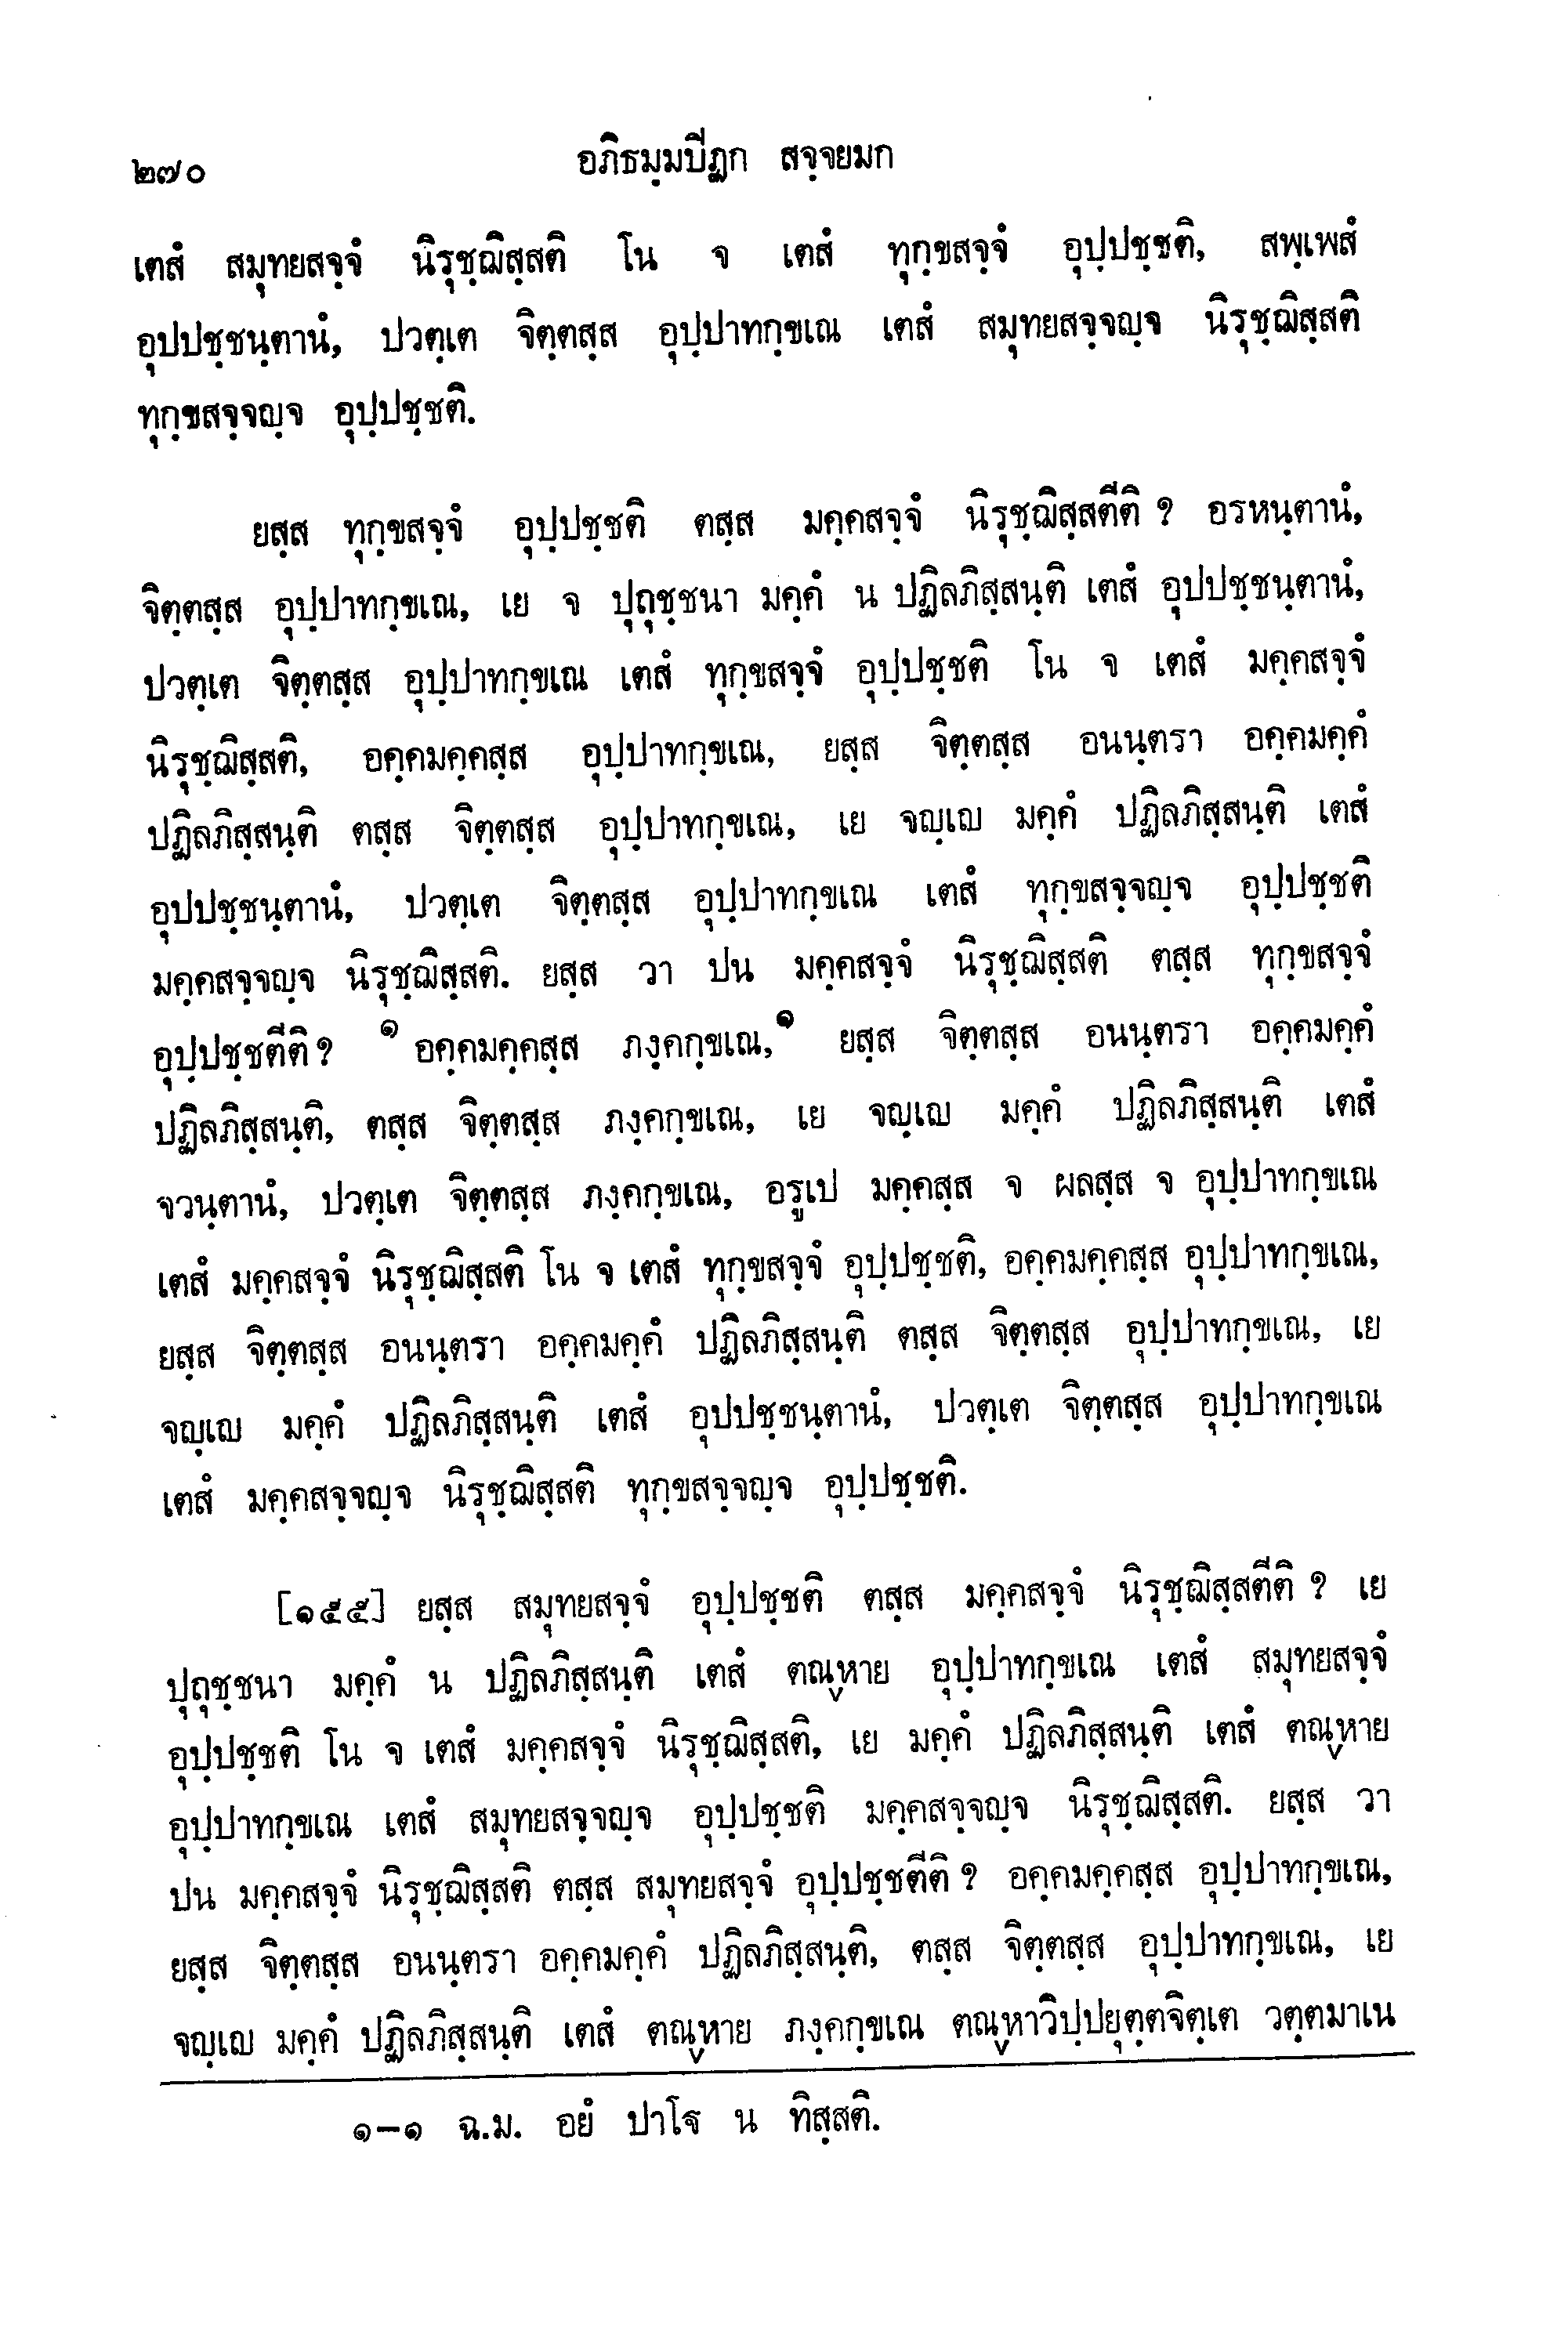 ๒๗๐ อภิธมฺมปีฏก สจฺจยมก
เตสํ สมุทยสจฺจํ นิรุชฺฌิสฺสติ โน จ เตสํ ทุกฺขสจฺจํ อุปฺปชฺชติ, สพฺเพสํ
อุปปชฺชนฺตานํ, ปวตฺเต จิตฺตสฺส อุปฺปาทกฺขเณ เตสํ สมุทยสจฺจญฺจ นิรุชฺฌิสฺสติ
ทุกฺขสจฺจญฺจ อุปฺปชฺชติ.
ยสฺส ทุกฺขสจฺจํ อุปฺปชฺชติ ตสฺส มคฺคสจฺจํ นิรุชฺฌิสฺสตีติ ? อรหนฺตานํ,
จิตฺตสฺส อุปฺปาทกฺขเณ, เย จ ปุถุชฺชนา มคฺคํ น ปฏิลภิสฺสนฺติ เตสํ อุปปชฺชนฺตานํ,
ปวตฺเต จิตฺตสฺส อุปฺปาทกฺขเณ เตสํ ทุกฺขสจฺจํ อุปฺปชฺชติ โน จ เตสํ มคฺคสจฺจํ
นิรุชฺฌิสฺสติ, อคฺคมคฺคสฺส อุปฺปาทกฺขเณ, ยสฺส จิตฺตสฺส อนนฺตรา อคฺคมคฺคํ
ปฏิลภิสฺสนฺติ ตสฺส จิตฺตสฺส อุปฺปาทกฺขเณ, เย จญฺเญ มคฺคํ ปฏิลภิสฺสนฺติ เตสํ
อุปปชฺชนฺตานํ, ปวตฺเต จิตฺตสฺส อุปฺปาทกฺขเณ เตสํ ทุกฺขสจฺจญฺจ อุปฺปชฺชติ
มคฺคสจฺจญฺจ นิรุชฺฌิสฺสติ. ยสฺส วา ปน มคฺคสจฺจํ นิรุชฺฌิสฺสติ ตสฺส ทุกฺขสจฺจํ
อุปฺปชฺชตีติ ? ๑ อคฺคมคฺคสฺส ภงฺคกฺขเณ, ๑ ยสฺส จิตฺตสฺส อนนฺตรา อคฺคมคฺคํ
ปฏิลภิสฺสนฺติ, ตสฺส จิตฺตสฺส ภงฺคกฺขเณ, เย จญฺเญ มคฺคํ ปฏิลภิสฺสนฺติ เตสํ
จวนฺตานํ, ปวตฺเต จิตฺตสฺส ภงฺคกฺขเณ, อรูเป มคฺคสฺส จ ผลสฺส จ อุปฺปาทกฺขเณ
เตสํ มคฺคสจฺจํ นิรุชฺฌิสฺสติ โน จ เตสํ ทุกฺขสจฺจํ อุปฺปชฺชติ, อคฺคมคฺคสฺส อุปฺปาทกฺขเณ,
ยสฺส จิตฺตสฺส อนนฺตรา อคฺคมคฺคํ ปฏิลภิสฺสนฺติ ตสฺส จิตฺตสฺส อุปฺปาทกฺขเณ, เย
จญฺเญ มคฺคํ ปฏิลภิสฺสนฺติ เตสํ อุปปชฺชนฺตานํ, ปวตฺเต จิตฺตสฺส อุปฺปาทกฺขเณ
เตสํ มคฺคสจฺจญฺจ นิรุชฺฌิสฺสติ ทุกฺขสจฺจญฺจ อุปฺปชฺชติ.
[๑๕๕] ยสฺส สมุทยสจฺจํ อุปฺปชฺชติ ตสฺส มคฺคสจฺจํ นิรุชฺฌิสฺสตีติ ? เย
ปุถุชฺชนา มคฺคํ น ปฏิลภิสฺสนฺติ เตสํ ตณฺหาย อุปฺปาทกฺขเณ เตสํ สมุทยสจฺจํ
อุปฺปชฺชติ โน จ เตสํ มคฺคสจฺจํ นิรุชฺฌิสฺสติ, เย มคฺคํ ปฏิลภิสฺสนฺติ เตสํ ตณฺหาย
อุปฺปาทกฺขเณ เตสํ สมุทยสจฺจญฺจ อุปฺปชฺชติ มคฺคสจฺจญฺจ นิรุชฺฌิสฺสติ. ยสฺส วา
ปน มคฺคสจฺจํ นิรุชฺฌิสฺสติ ตสฺส สมุทยสจฺจํ อุปฺปชฺชตีติ ? อคฺคมคฺคสฺส อุปฺปาทกฺขเณ,
ยสฺส จิตฺตสฺส อนนฺตรา อคฺคมคฺคํ ปฏิลภิสฺสนฺติ, ตสฺส จิตฺตสฺส อุปฺปาทกฺขเณ, เย
จญฺเญ มคฺคํ ปฏิลภิสฺสนฺติ เตสํ ตณฺหาย ภงฺคกฺขเณ ตณฺหาวิปฺปยุตฺตจิตฺเต วตฺตมาเน
๑-๑ ฉ.ม. อยํ ปาโฐ น ทิสฺสติ.